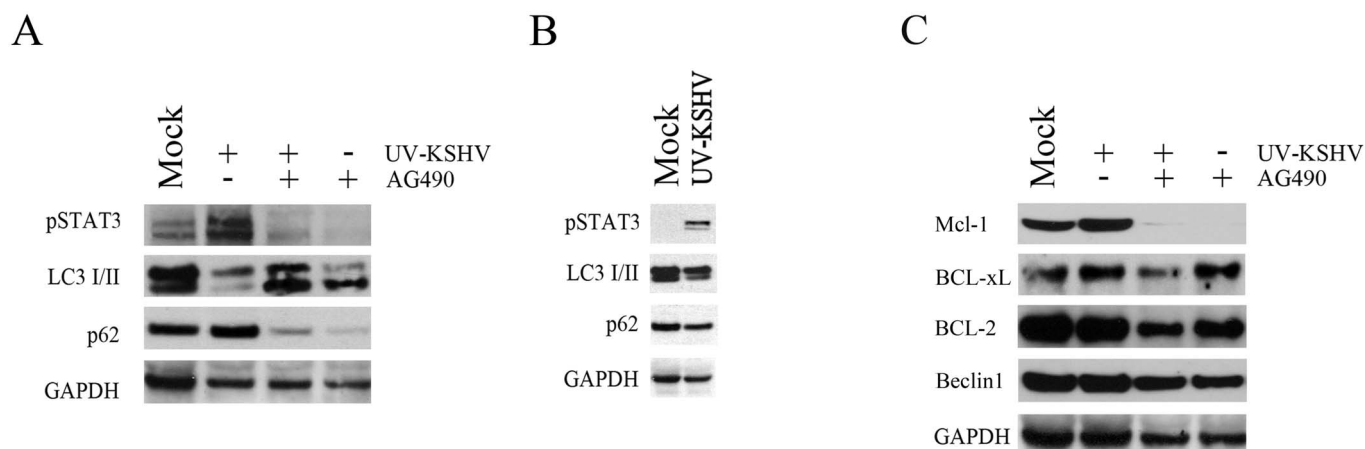 A
Mock
+ + - UV-KSHV
- + + AG490
pSTAT3
LC3 I/II
p62
GAPDH
B
Mock
UV-KSHV
pSTAT3
LC3 I/II
p62
GAPDH
C
Mock
+ + - UV-KSHV
- + + AG490
Mcl-1
BCL-xL
BCL-2
Beclin1
GAPDH